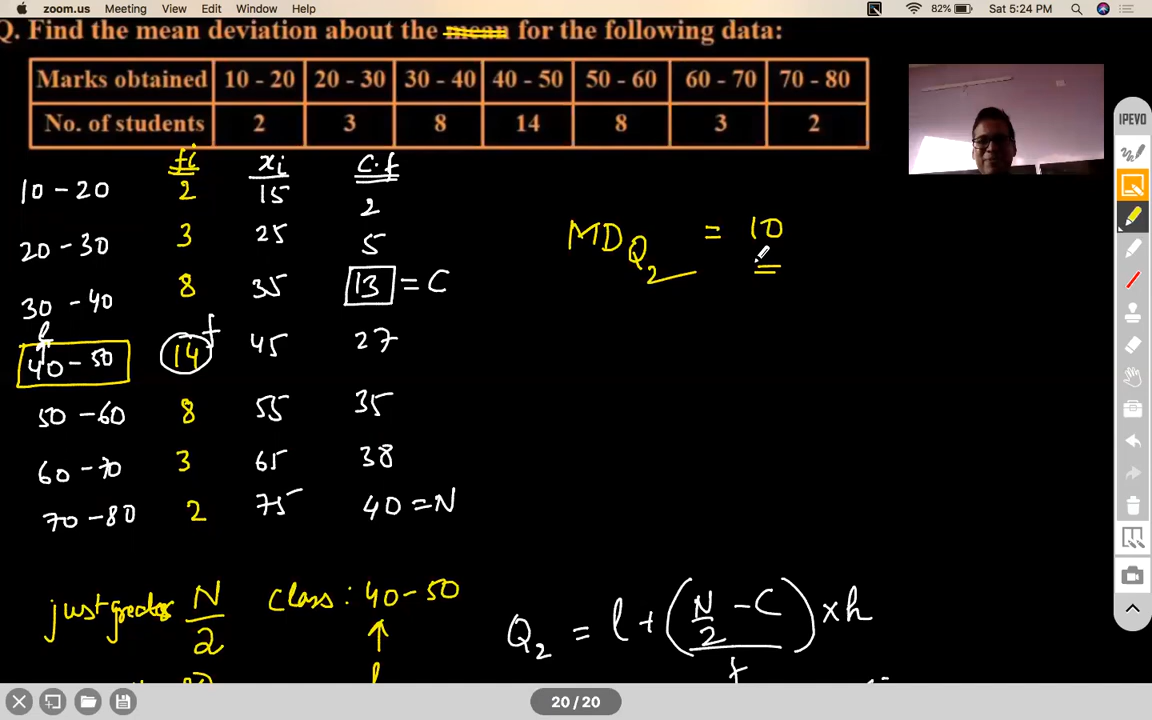 zoom.us Meeting View Edit Window Help 82% Sat 5:24 PM
Q. Find the mean deviation about the mean for the following data:
Marks obtained 10 - 20 20 - 30 30 - 40 40 - 50 50 - 60 60 - 70 70 - 80
No. of students 2 3 8 14 8 3 2
IPEVO
fi xi c.f
10 - 20 2 15 2
20 - 30 3 25 5
MD Q2 = 10
30 - 40 8 35 13 = C
l f
40 - 50 14 45 27
50 - 60 8 55 35
60 - 70 3 65 38
70 - 80 2 75 40 = N
just greater N/2 class : 40 - 50
l
Q2 = l + (N/2 - C / f) × h
20 / 20